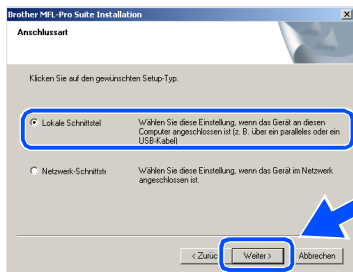 Brother MFL-Pro Suite Installation
Anschlussart
Klicken Sie auf den gewünschten Setup-Typ.
Lokale Schnittstel
Wählen Sie diese Einstellung, wenn das Gerät an diesen
Computer angeschlossen ist (z. B. über ein paralleles oder ein
USB-Kabel)
Netzwerk-Schnittste
Wählen Sie diese Einstellung, wenn das Gerät im Netzwerk
angeschlossen ist.
< Zurüc
Weiter >
Abbrechen